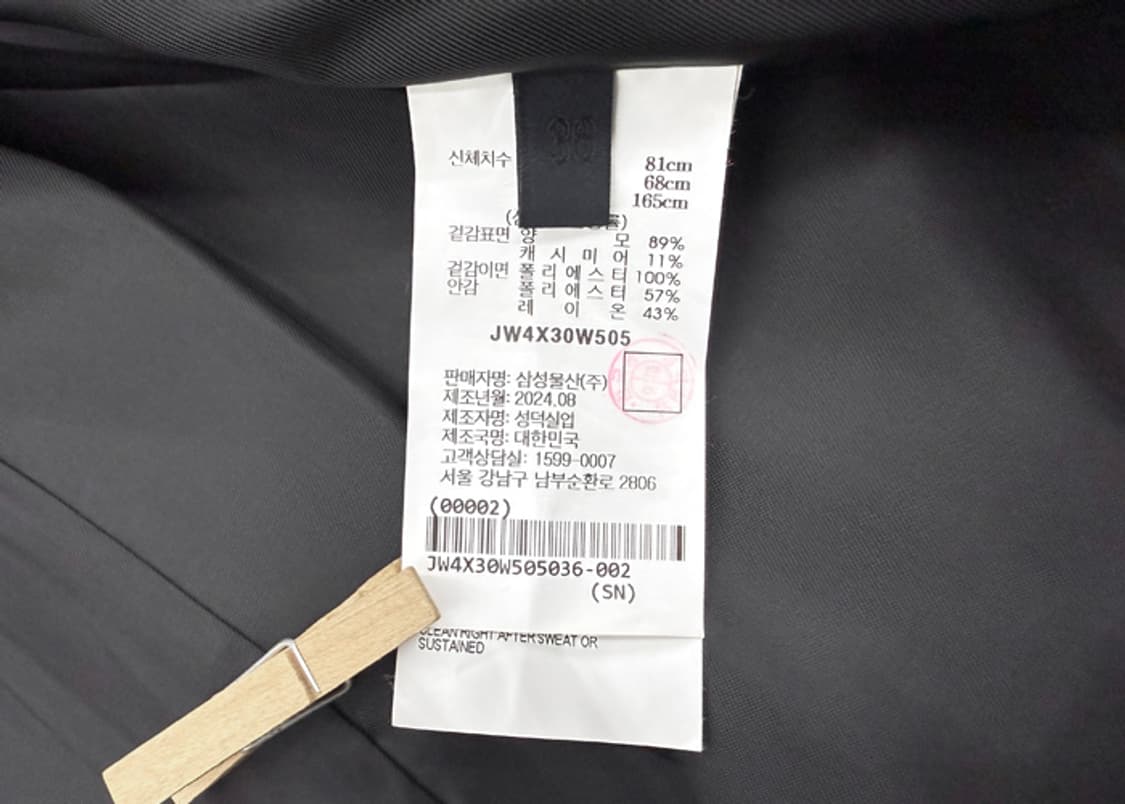 신체치수 81cm
68cm
165cm
겉감표면 양 모 89%
캐 시 미 어 11%
겉감이면 폴 리 에 스 터 100%
안감 폴 리 에 스 터 57%
레 이 온 43%
JW4X30W505
판매자명: 삼성물산(주)
제조년월: 2024.08
제조자명: 성덕실업
제조국명: 대한민국
고객상담실: 1599-0007
서울 강남구 남부순환로 2806
(00002)
JW4X30W505036-002
(SN)
CLEAN RIGHT AFTER SWEAT OR
SUSTAINED